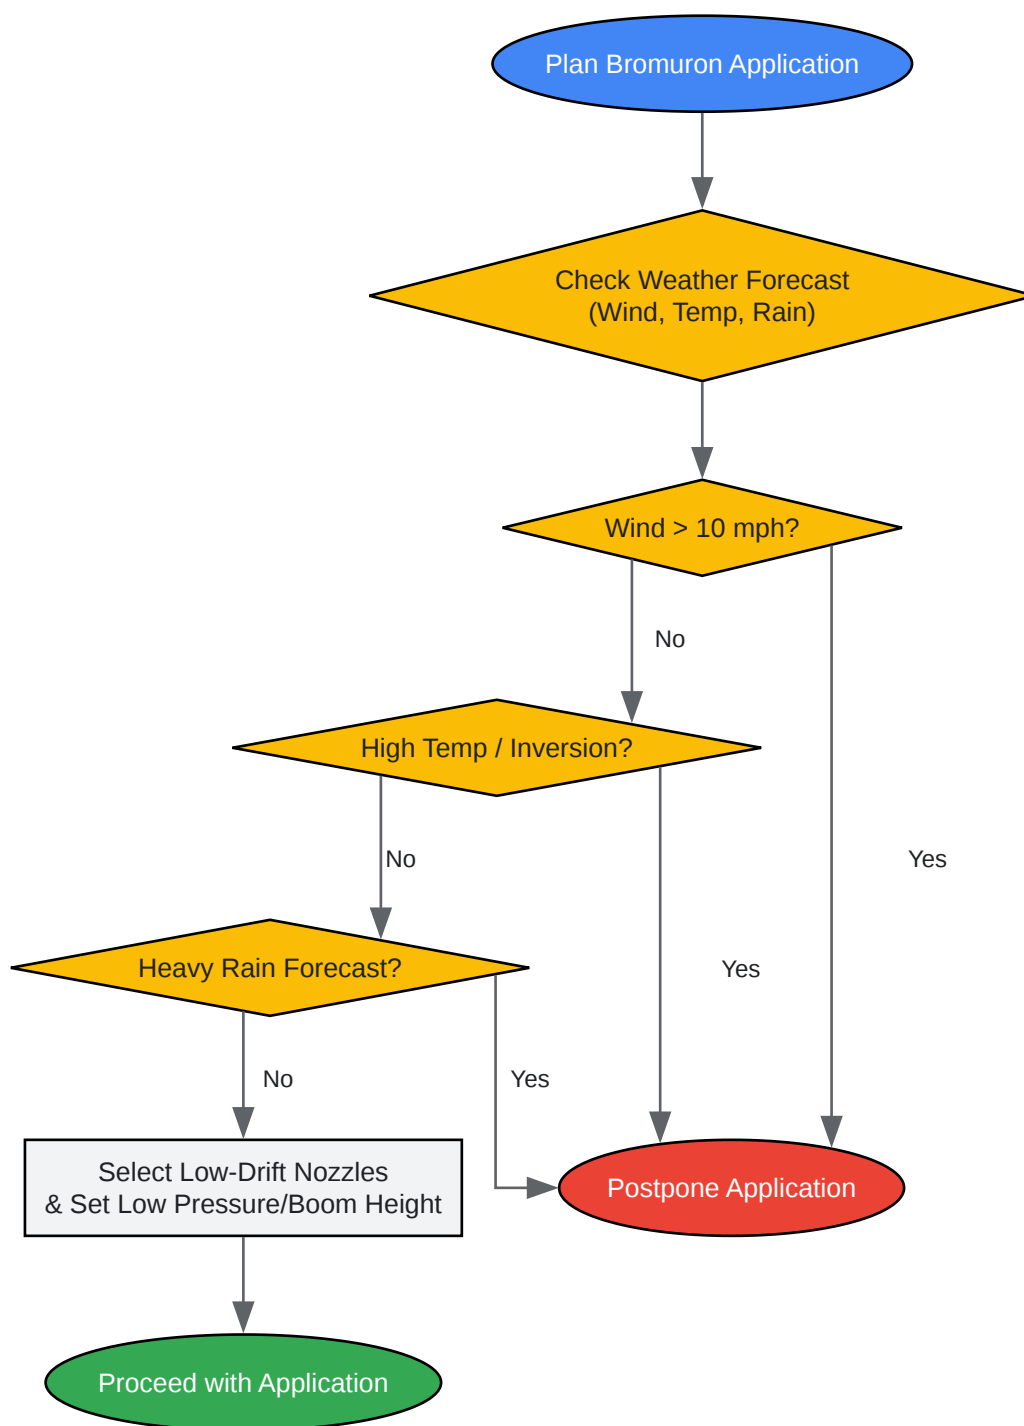 Plan Bromuron Application
Check Weather Forecast
(Wind, Temp, Rain)
Wind > 10 mph?
No
High Temp / Inversion?
No
Yes
Heavy Rain Forecast?
Yes
No
Yes
Select Low-Drift Nozzles
& Set Low Pressure/Boom Height
Postpone Application
Proceed with Application